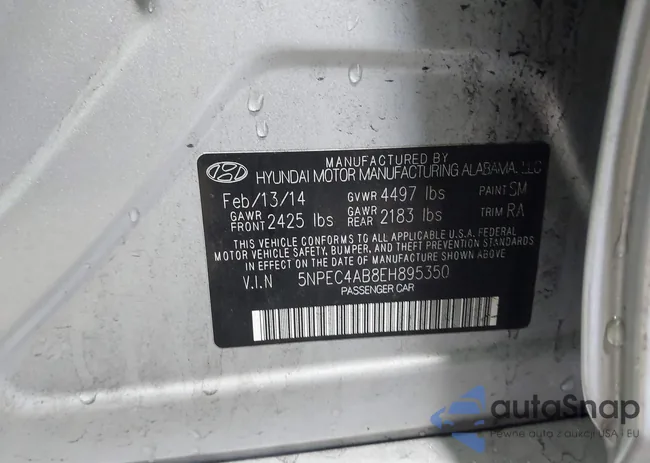 MANUFACTURED BY
HYUNDAI MOTOR MANUFACTURING ALABAMA, LLC
Feb/13/14 GVWR 4497 lbs PAINT SM
GAWR FRONT 2425 lbs GAWR REAR 2183 lbs TRIM RA
THIS VEHICLE CONFORMS TO ALL APPLICABLE U.S.A. FEDERAL
MOTOR VEHICLE SAFETY, BUMPER, AND THEFT PREVENTION STANDARDS
IN EFFECT ON THE DATE OF MANUFACTURE SHOWN ABOVE.
V.I.N 5NPEC4AB8EH895350
PASSENGER CAR
autoSnap
Pewne auto z aukcji USA i EU